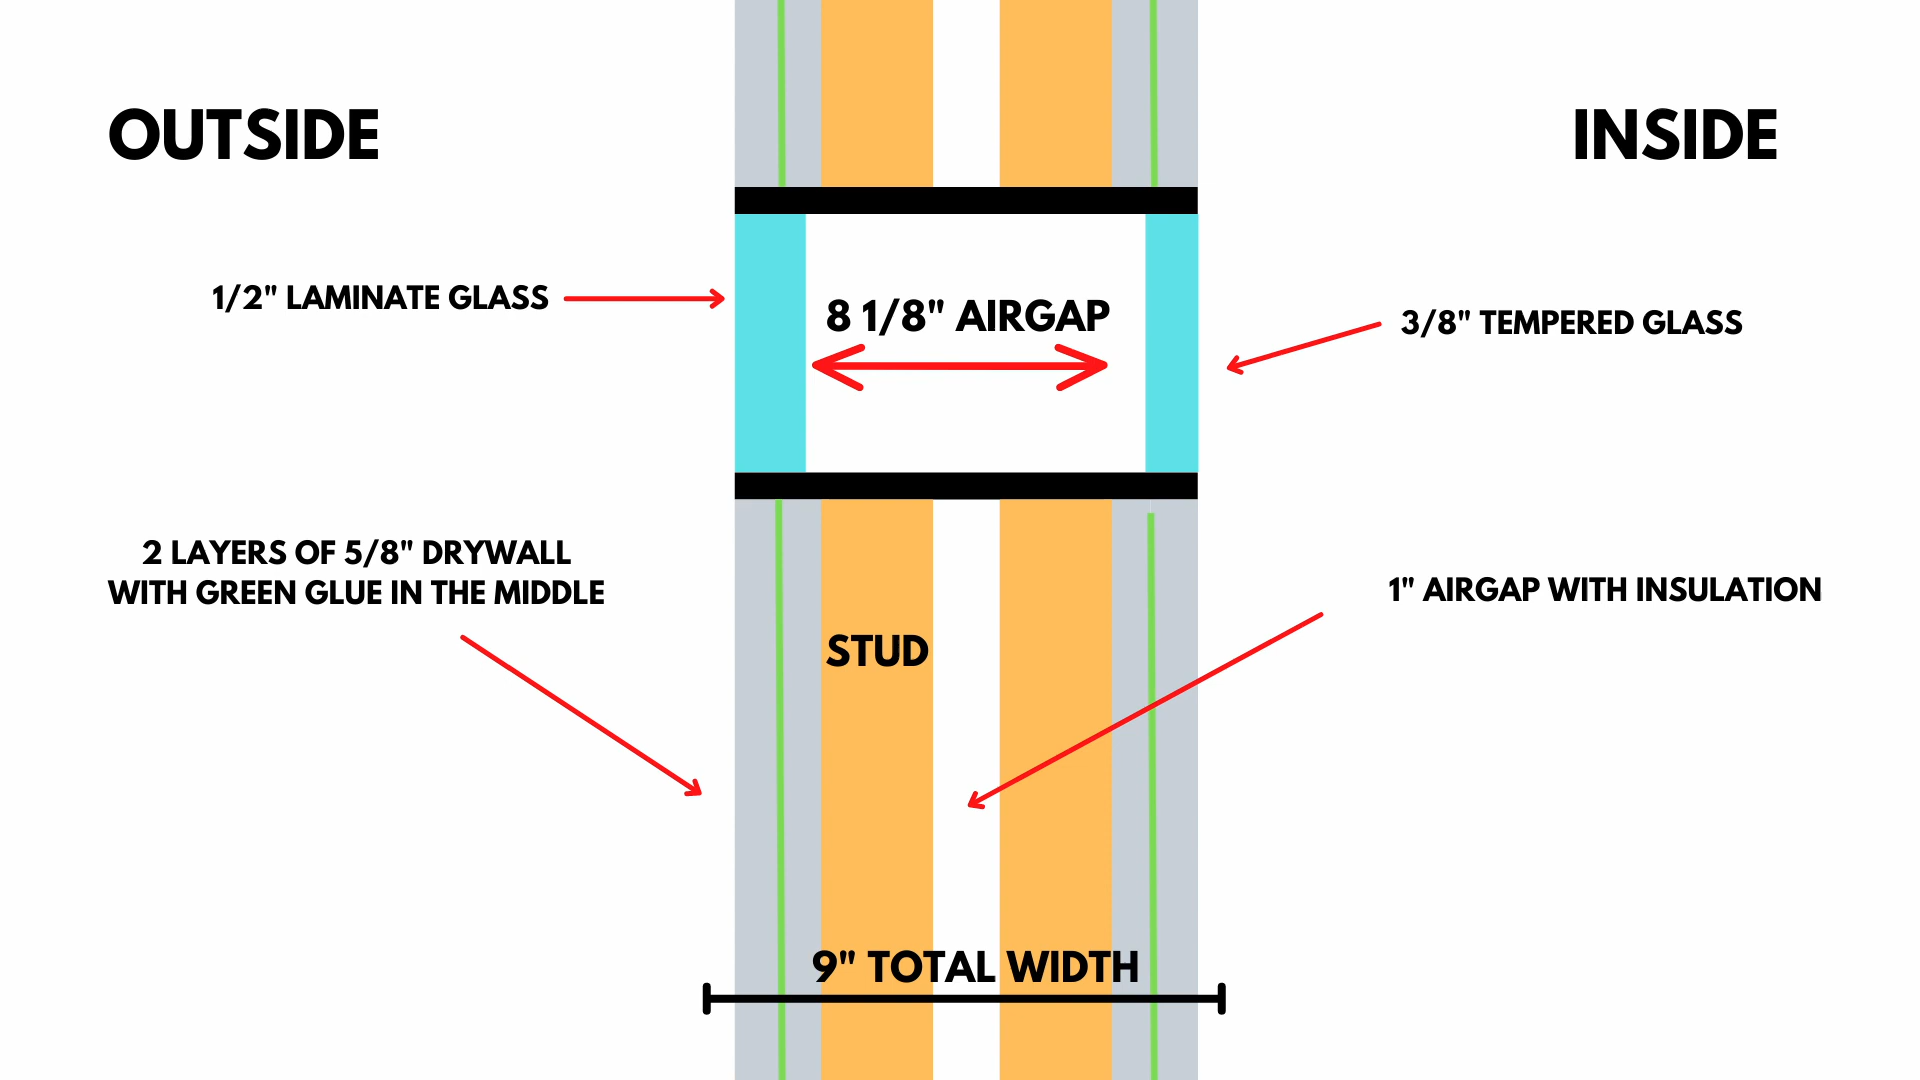 OUTSIDE
INSIDE
1/2" LAMINATE GLASS
8 1/8" AIRGAP
3/8" TEMPERED GLASS
2 LAYERS OF 5/8" DRYWALL
WITH GREEN GLUE IN THE MIDDLE
1" AIRGAP WITH INSULATION
STUD
9" TOTAL WIDTH